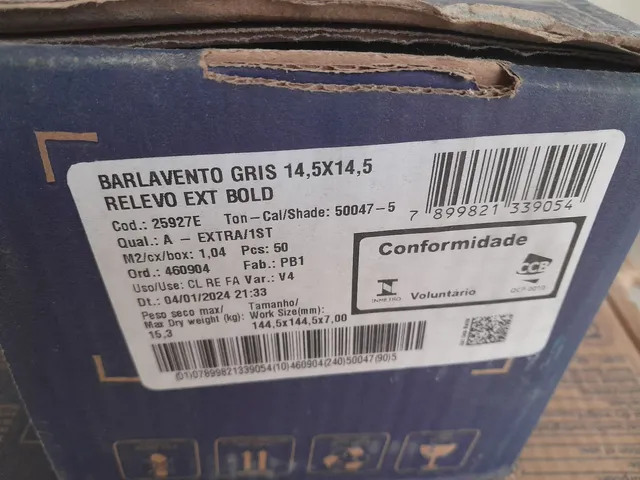 BARLAVENTO GRIS 14,5X14,5
RELEVO EXT BOLD
Cod.: 25927E Ton-Cal/Shade: 50047-5
Qual.: A - EXTRA/1ST
M2/cx/box: 1,04 Pcs: 50
Ord.: 460904 Fab.: PB1
Uso/Use: CL RE FA Var.: V4
Dt.: 04/01/2024 21:33
Peso seco max/ Tamanho/
Max Dry weight (kg): Work Size(mm):
15,3 144,5x144,5x7,00
7 899821 339054
Conformidade
CCB
OCP-0010
INMETRO
Voluntário
(01)07899821339054(10)460904(240)50047(90)5